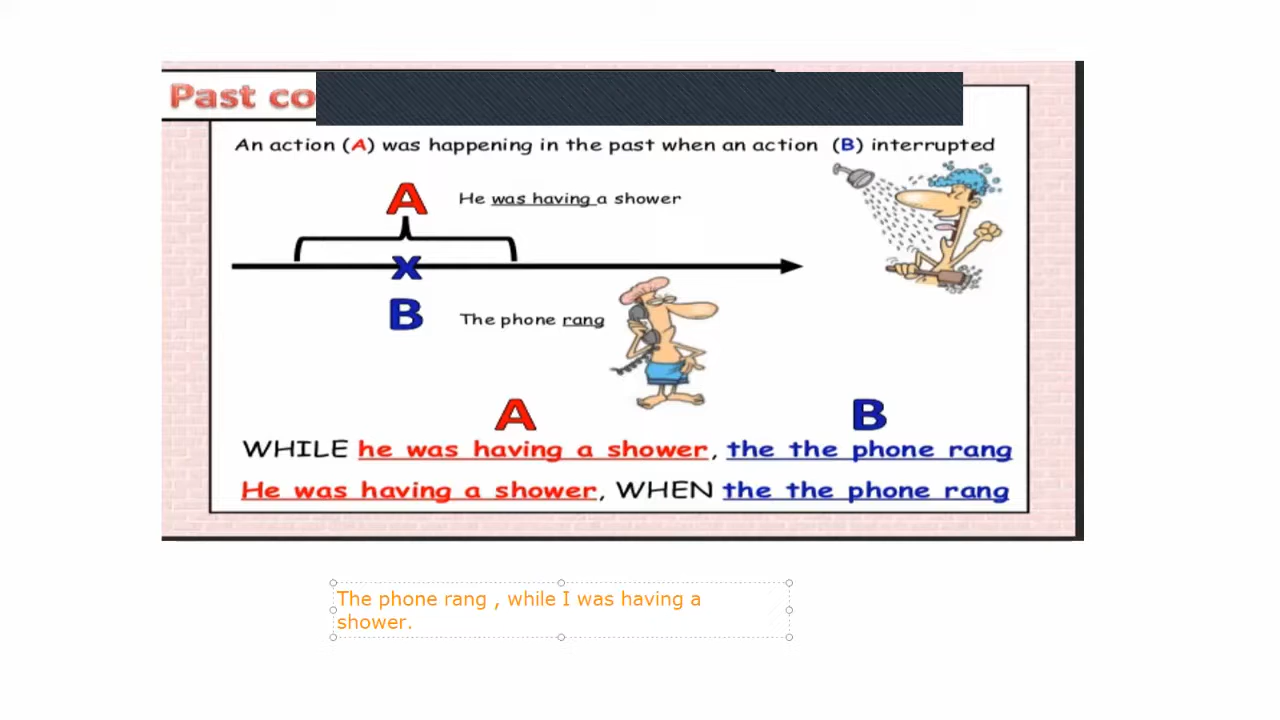 Past co
An action (A) was happening in the past when an action (B) interrupted
A
He was having a shower
x
B
The phone rang
A B
WHILE he was having a shower, the the phone rang
He was having a shower, WHEN the the phone rang
The phone rang , while I was having a
shower.